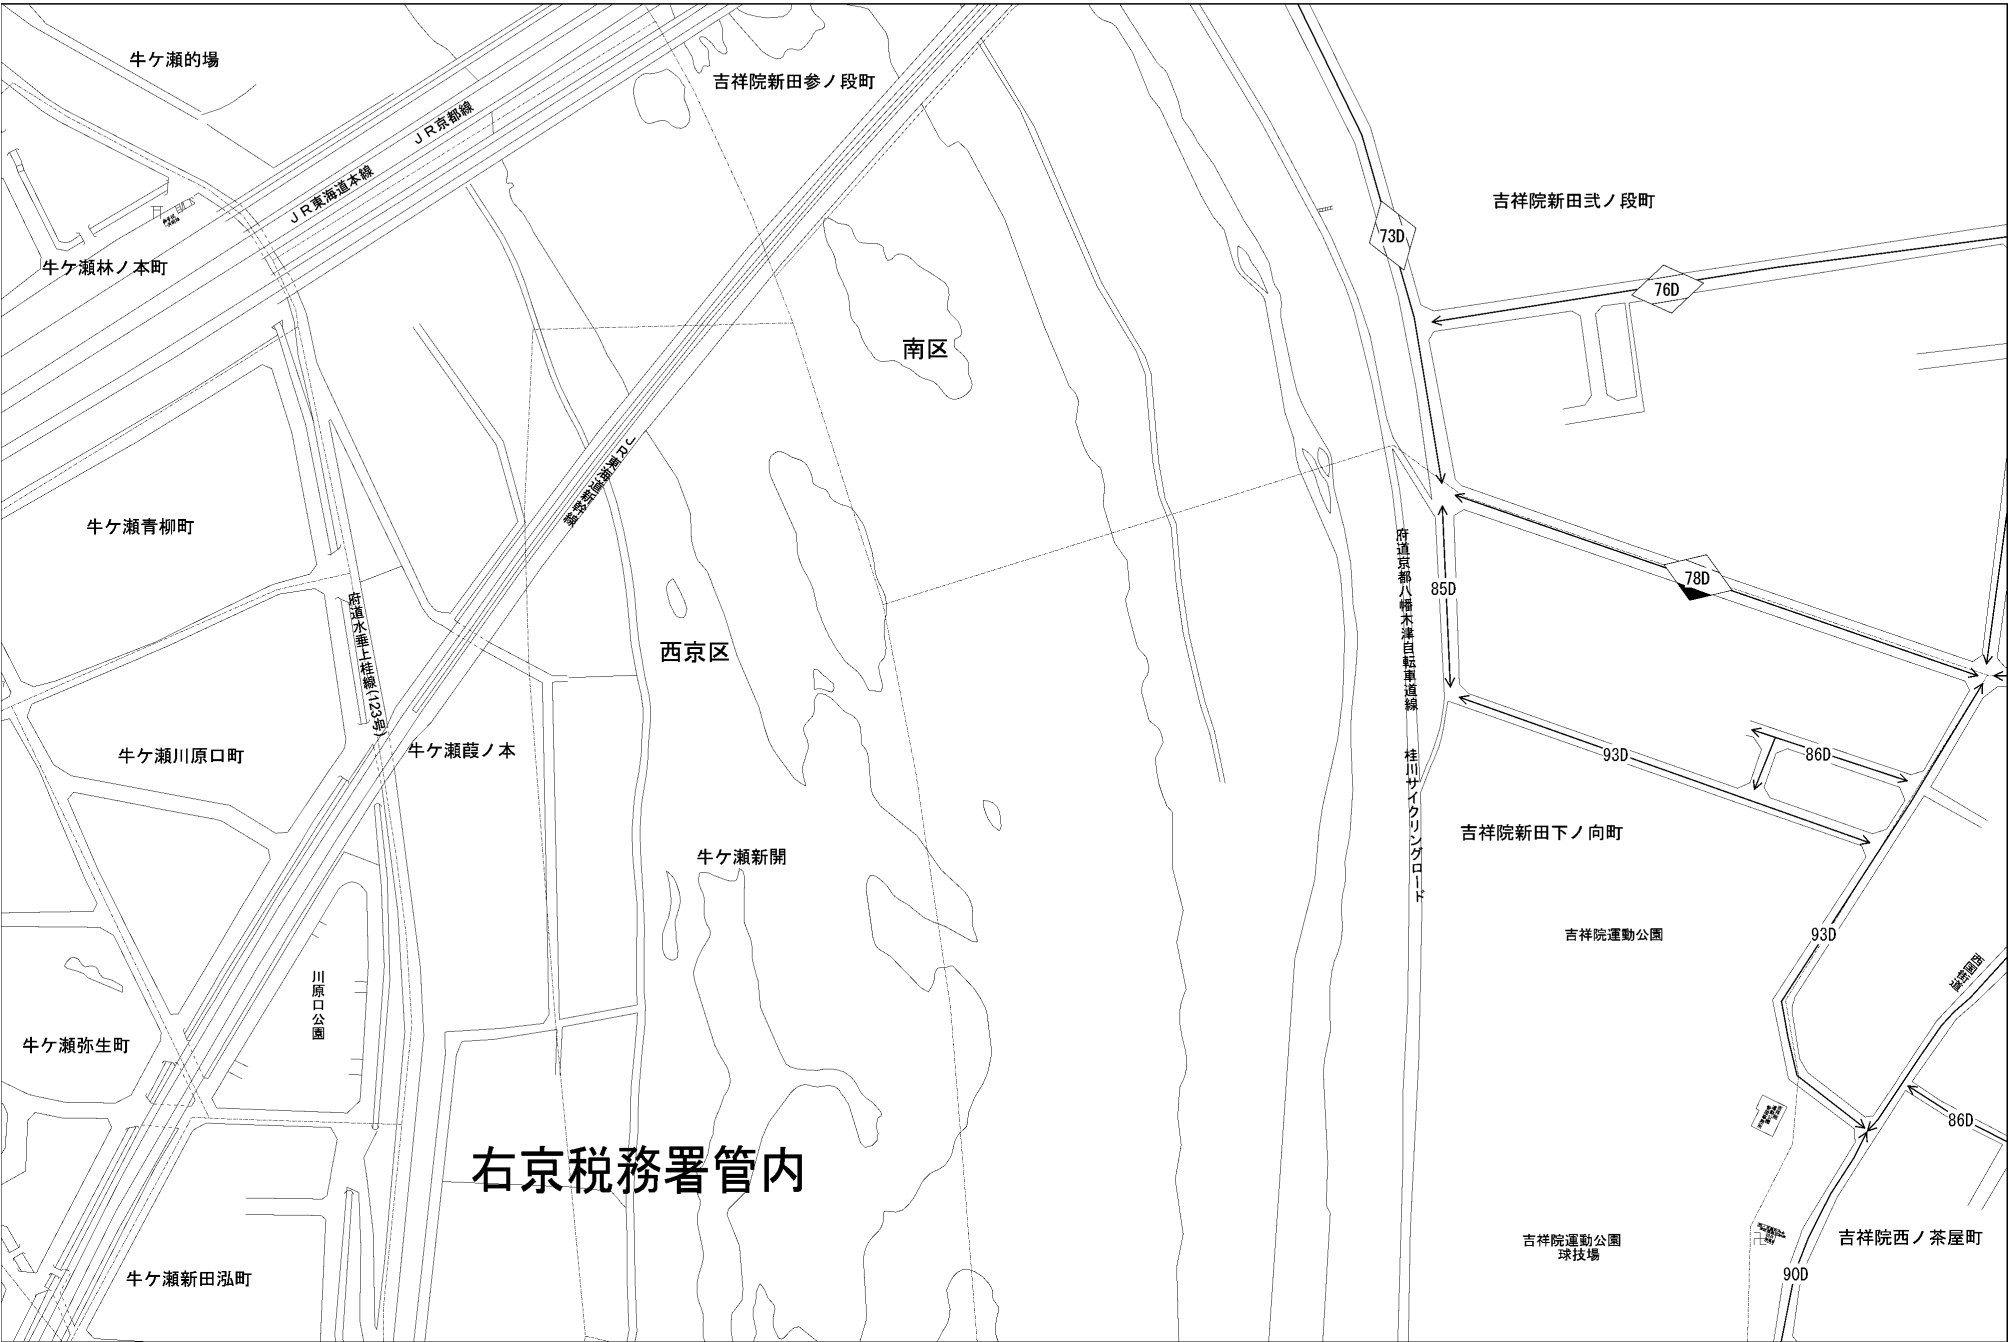 牛ケ瀬的場
吉祥院新田参ノ段町
ＪＲ京都線
ＪＲ東海道本線
吉祥院新田弐ノ段町
73D
牛ケ瀬林ノ本町
76D
南区
ＪＲ東海道新幹線
牛ケ瀬青柳町
府道京都八幡木津自転車道線
78D
85D
府道水垂上桂線(123号)
西京区
牛ケ瀬川原口町
牛ケ瀬葭ノ本
桂川サイクリングロード
93D
86D
吉祥院新田下ノ向町
牛ケ瀬新開
吉祥院運動公園
93D
西国街道
川原口公園
牛ケ瀬弥生町
86D
右京税務署管内
吉祥院運動公園
球技場
吉祥院西ノ茶屋町
牛ケ瀬新田泓町
90D